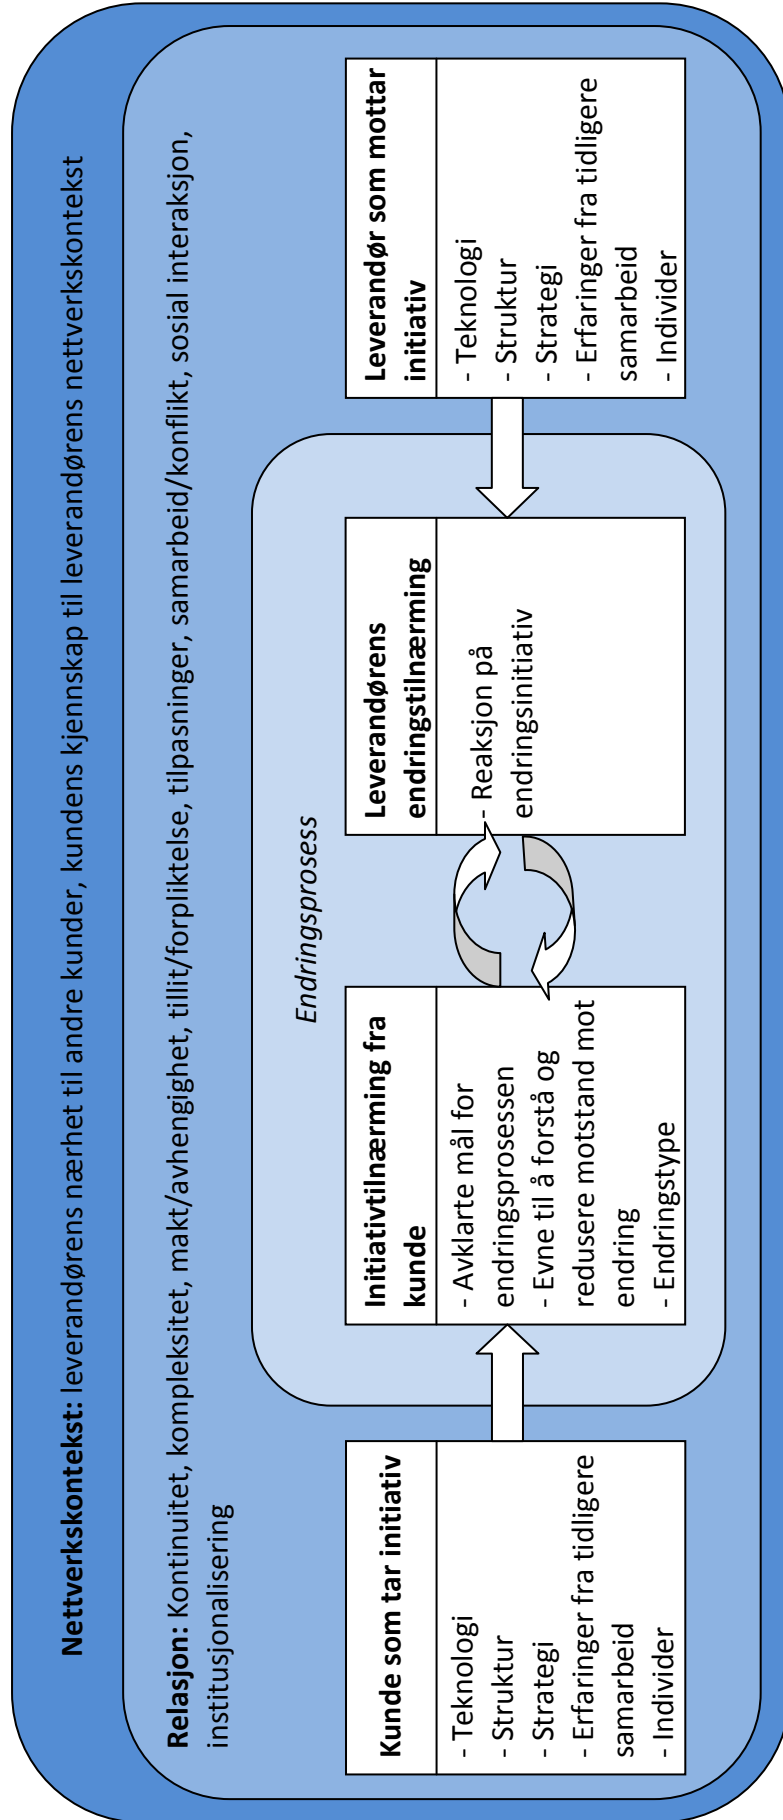 Nettverkskontekst: leverandørens nærhet til andre kunder, kundens kjennskap til leverandørens nettverkskontekst
Relasjon: Kontinuitet, kompleksitet, makt/avhengighet, tillit/forpliktelse, tilpasninger, samarbeid/konflikt, sosial interaksjon,
institusjonalisering
Endringsprosess
Kunde som tar initiativ
- Teknologi
- Struktur
- Strategi
- Erfaringer fra tidligere
samarbeid
- Individer
Initiativtilnærming fra
kunde
- Avklarte mål for
endringsprosessen
- Evne til å forstå og
redusere motstand mot
endring
- Endringstype
Leverandørens
endringstilnærming
- Reaksjon på
endringsinitiativ
Leverandør som mottar
initiativ
- Teknologi
- Struktur
- Strategi
- Erfaringer fra tidligere
samarbeid
- Individer